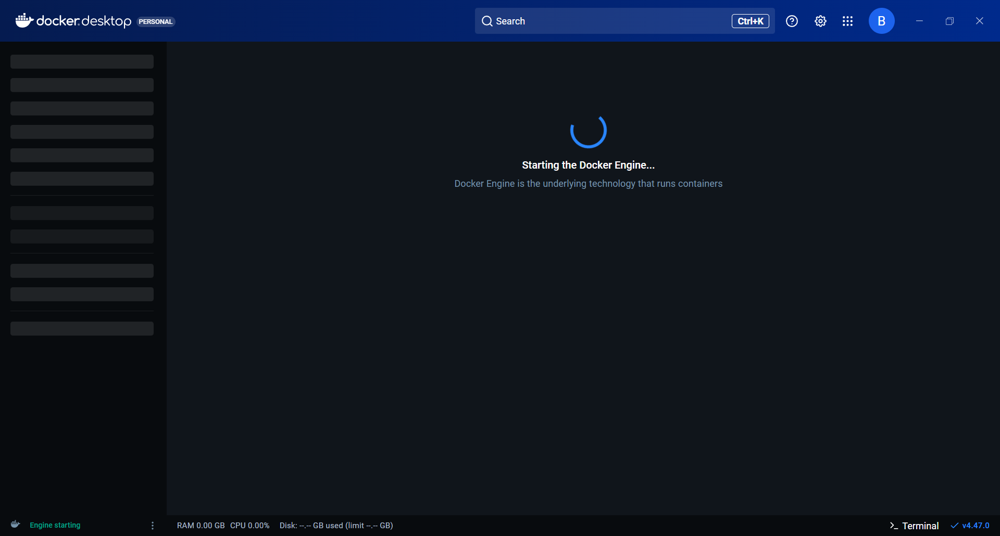 docker.desktop PERSONAL
Search Ctrl+K
B
Starting the Docker Engine...
Docker Engine is the underlying technology that runs containers
Engine starting
RAM 0.00 GB CPU 0.00% Disk: --.-- GB used (limit --.-- GB)
Terminal v4.47.0